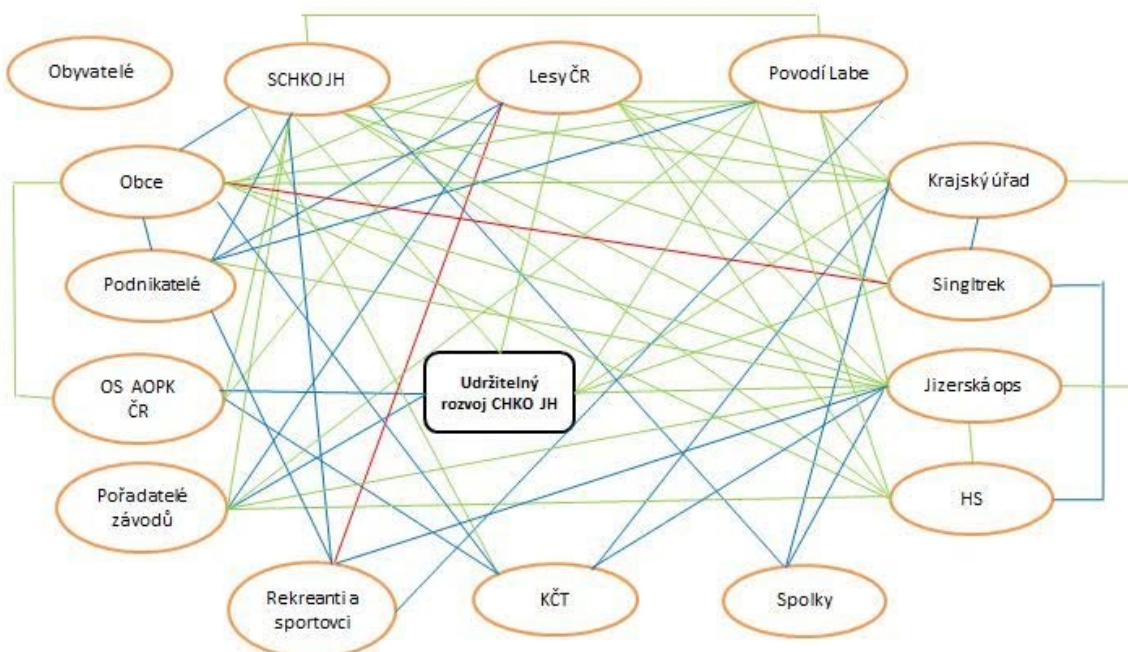 Obyvatelé
SCHKO JH
Lesy ČR
Povodí Labe
Obce
Krajský úřad
Podnikatelé
Singltrek
OS AOPK
ČR
Udržitelný
rozvoj CHKO JH
Jizerská ops
Pořadatelé
závodů
HS
Rekreanti a
sportovci
KČT
Spolky